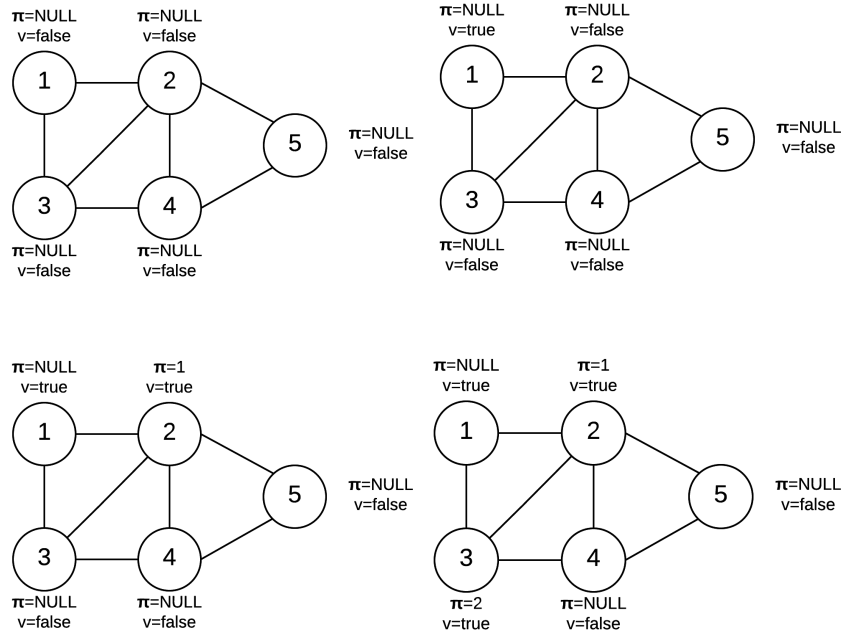 π=NULL
v=false
π=NULL
v=false
1
2
5
π=NULL
v=false
3
4
π=NULL
v=false
π=NULL
v=false
π=NULL
v=true
π=NULL
v=false
1
2
5
π=NULL
v=false
3
4
π=NULL
v=false
π=NULL
v=false
π=NULL
v=true
π=1
v=true
1
2
5
π=NULL
v=false
3
4
π=NULL
v=false
π=NULL
v=false
π=NULL
v=true
π=1
v=true
1
2
5
π=NULL
v=false
3
4
π=2
v=true
π=NULL
v=false